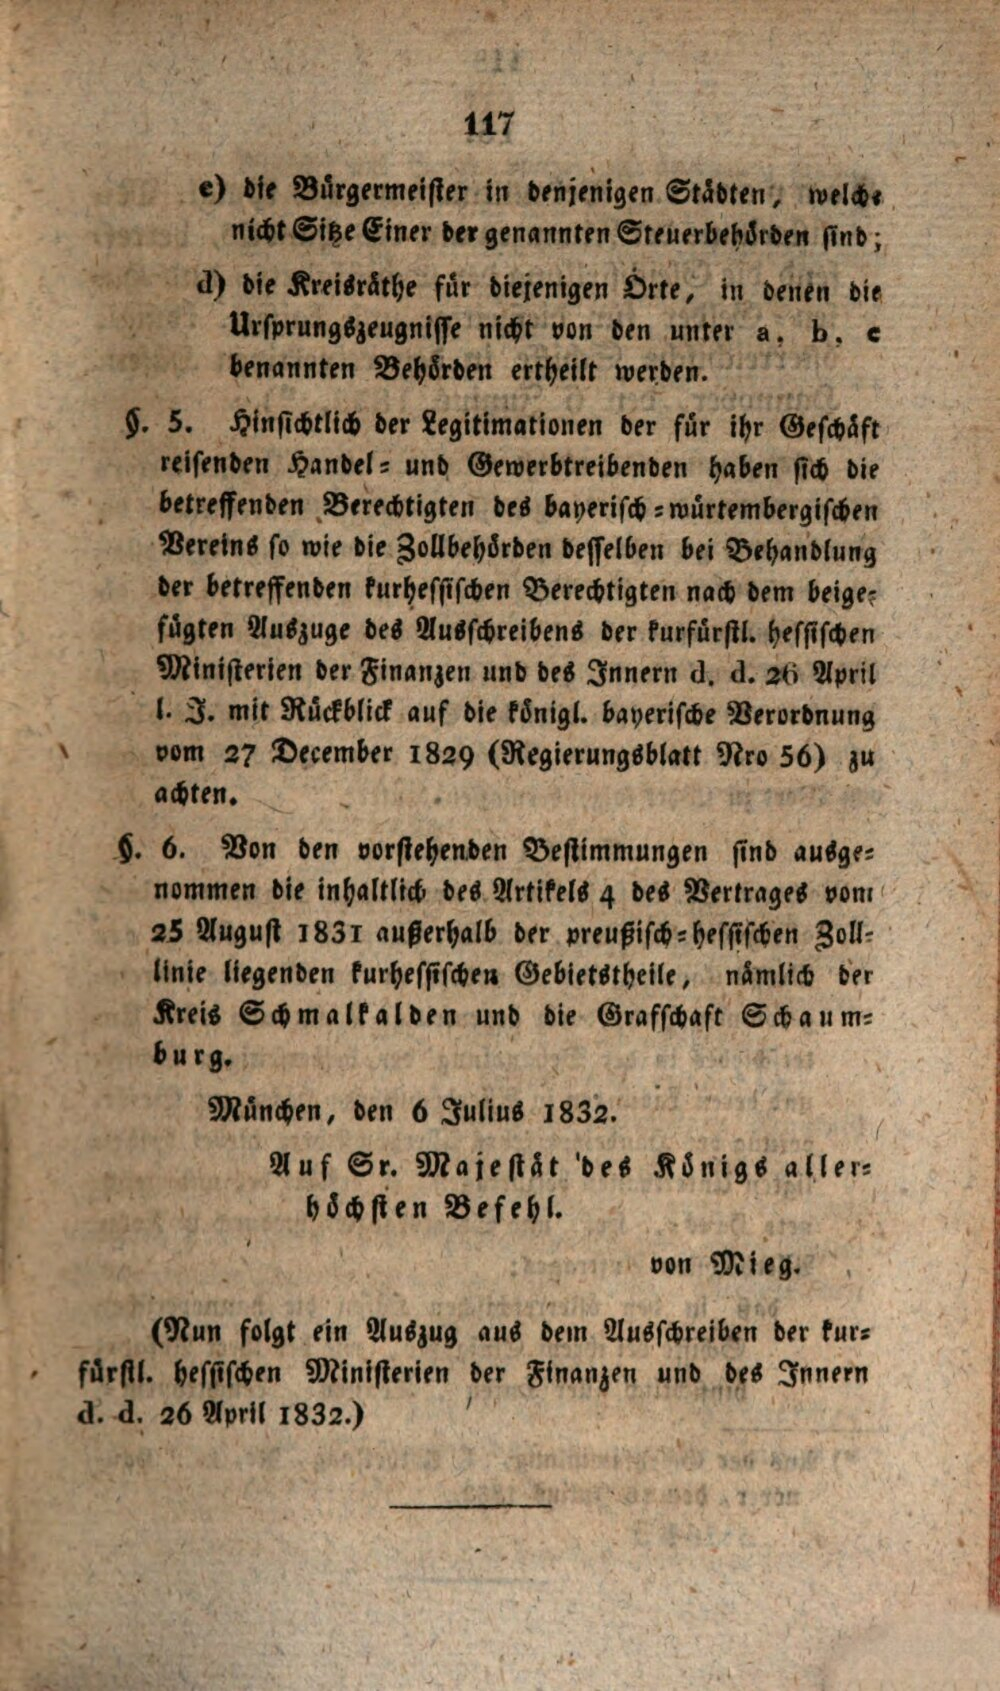 117
c) die Bürgermeister in denjenigen Städten, welche
nicht Sitze Einer der genannten Steuerbehörden sind;
d) die Kreisräthe für diejenigen Orte, in denen die
Ursprungszeugnisse nicht von den unter a. b. c
benannten Behörden ertheilt werden.
§. 5. Hinsichtlich der Legitimationen der für ihr Geschäft
reisenden Handel- und Gewerbtreibenden haben sich die
betreffenden Berechtigten des bayerisch-würtembergischen
Vereins so wie die Zollbehörden desselben bei Behandlung
der betreffenden kurhessischen Berechtigten nach dem beige-
fügten Auszuge des Ausschreibens der kurfürstl. hessischen
Ministerien der Finanzen und des Innern d. d. 26 April
l. J. mit Rückblick auf die königl. bayerische Verordnung
vom 27 December 1829 (Regierungsblatt Nro 56) zu
achten.
§. 6. Von den vorstehenden Bestimmungen sind ausge-
nommen die inhaltlich des Artikels 4 des Vertrages vom
25 August 1831 außerhalb der preußisch-hessischen Zoll-
linie liegenden kurhessischen Gebietstheile, nämlich der
Kreis Schmalkalden und die Grafschaft Schaum-
burg.
München, den 6 Julius 1832.
Auf Sr. Majestät des Königs aller-
höchsten Befehl.
von Mieg.
(Nun folgt ein Auszug aus dem Ausschreiben der kur-
fürstl. hessischen Ministerien der Finanzen und des Innern
d. d. 26 April 1832.)